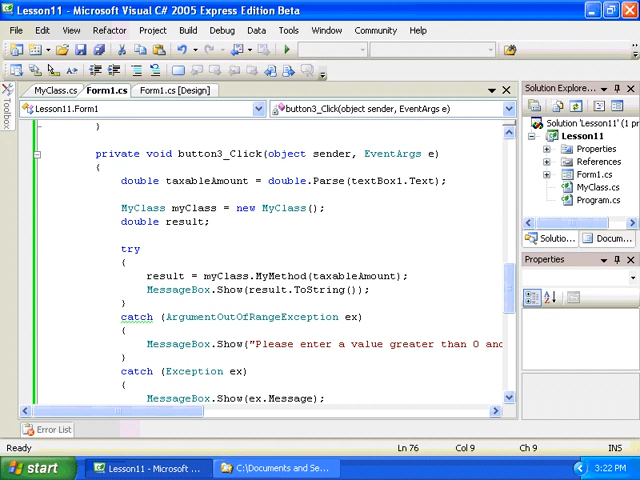 Lesson11 - Microsoft Visual C# 2005 Express Edition Beta
File Edit View Refactor Project Build Debug Data Tools Window Community Help
MyClass.cs Form1.cs Form1.cs [Design]
Lesson11.Form1
button3_Click(object sender, EventArgs e)
Toolbox
}
private void button3_Click(object sender, EventArgs e)
{
double taxableAmount = double.Parse(textBox1.Text);
MyClass myClass = new MyClass();
double result;
try
{
result = myClass.MyMethod(taxableAmount);
MessageBox.Show(result.ToString());
}
catch (ArgumentOutOfRangeException ex)
{
MessageBox.Show("Please enter a value greater than 0 and
}
catch (Exception ex)
{
MessageBox.Show(ex.Message);
Solution Explore...
Solution 'Lesson11' (1 pr
Lesson11
Properties
References
Form1.cs
MyClass.cs
Program.cs
Solutio... Docum...
Properties
Error List
Ready Ln 76 Col 9 Ch 9 INS
start Lesson11 - Microsoft ... C:\Documents and Se... 3:22 PM